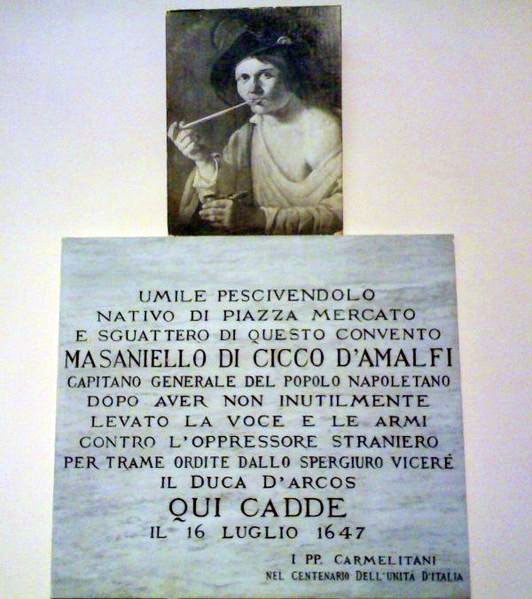 UMILE PESCIVENDOLO
NATIVO DI PIAZZA MERCATO
E SGUATTERO DI QUESTO CONVENTO
MASANIELLO DI CICCO D'AMALFI
CAPITANO GENERALE DEL POPOLO NAPOLETANO
DOPO AVER NON INUTILMENTE
LEVATO LA VOCE E LE ARMI
CONTRO L'OPPRESSORE STRANIERO
PER TRAME ORDITE DALLO SPERGIURO VICERÉ
IL DUCA D'ARCOS
QUI CADDE
IL 16 LUGLIO 1647
I PP. CARMELITANI
NEL CENTENARIO DELL'UNITÀ D'ITALIA